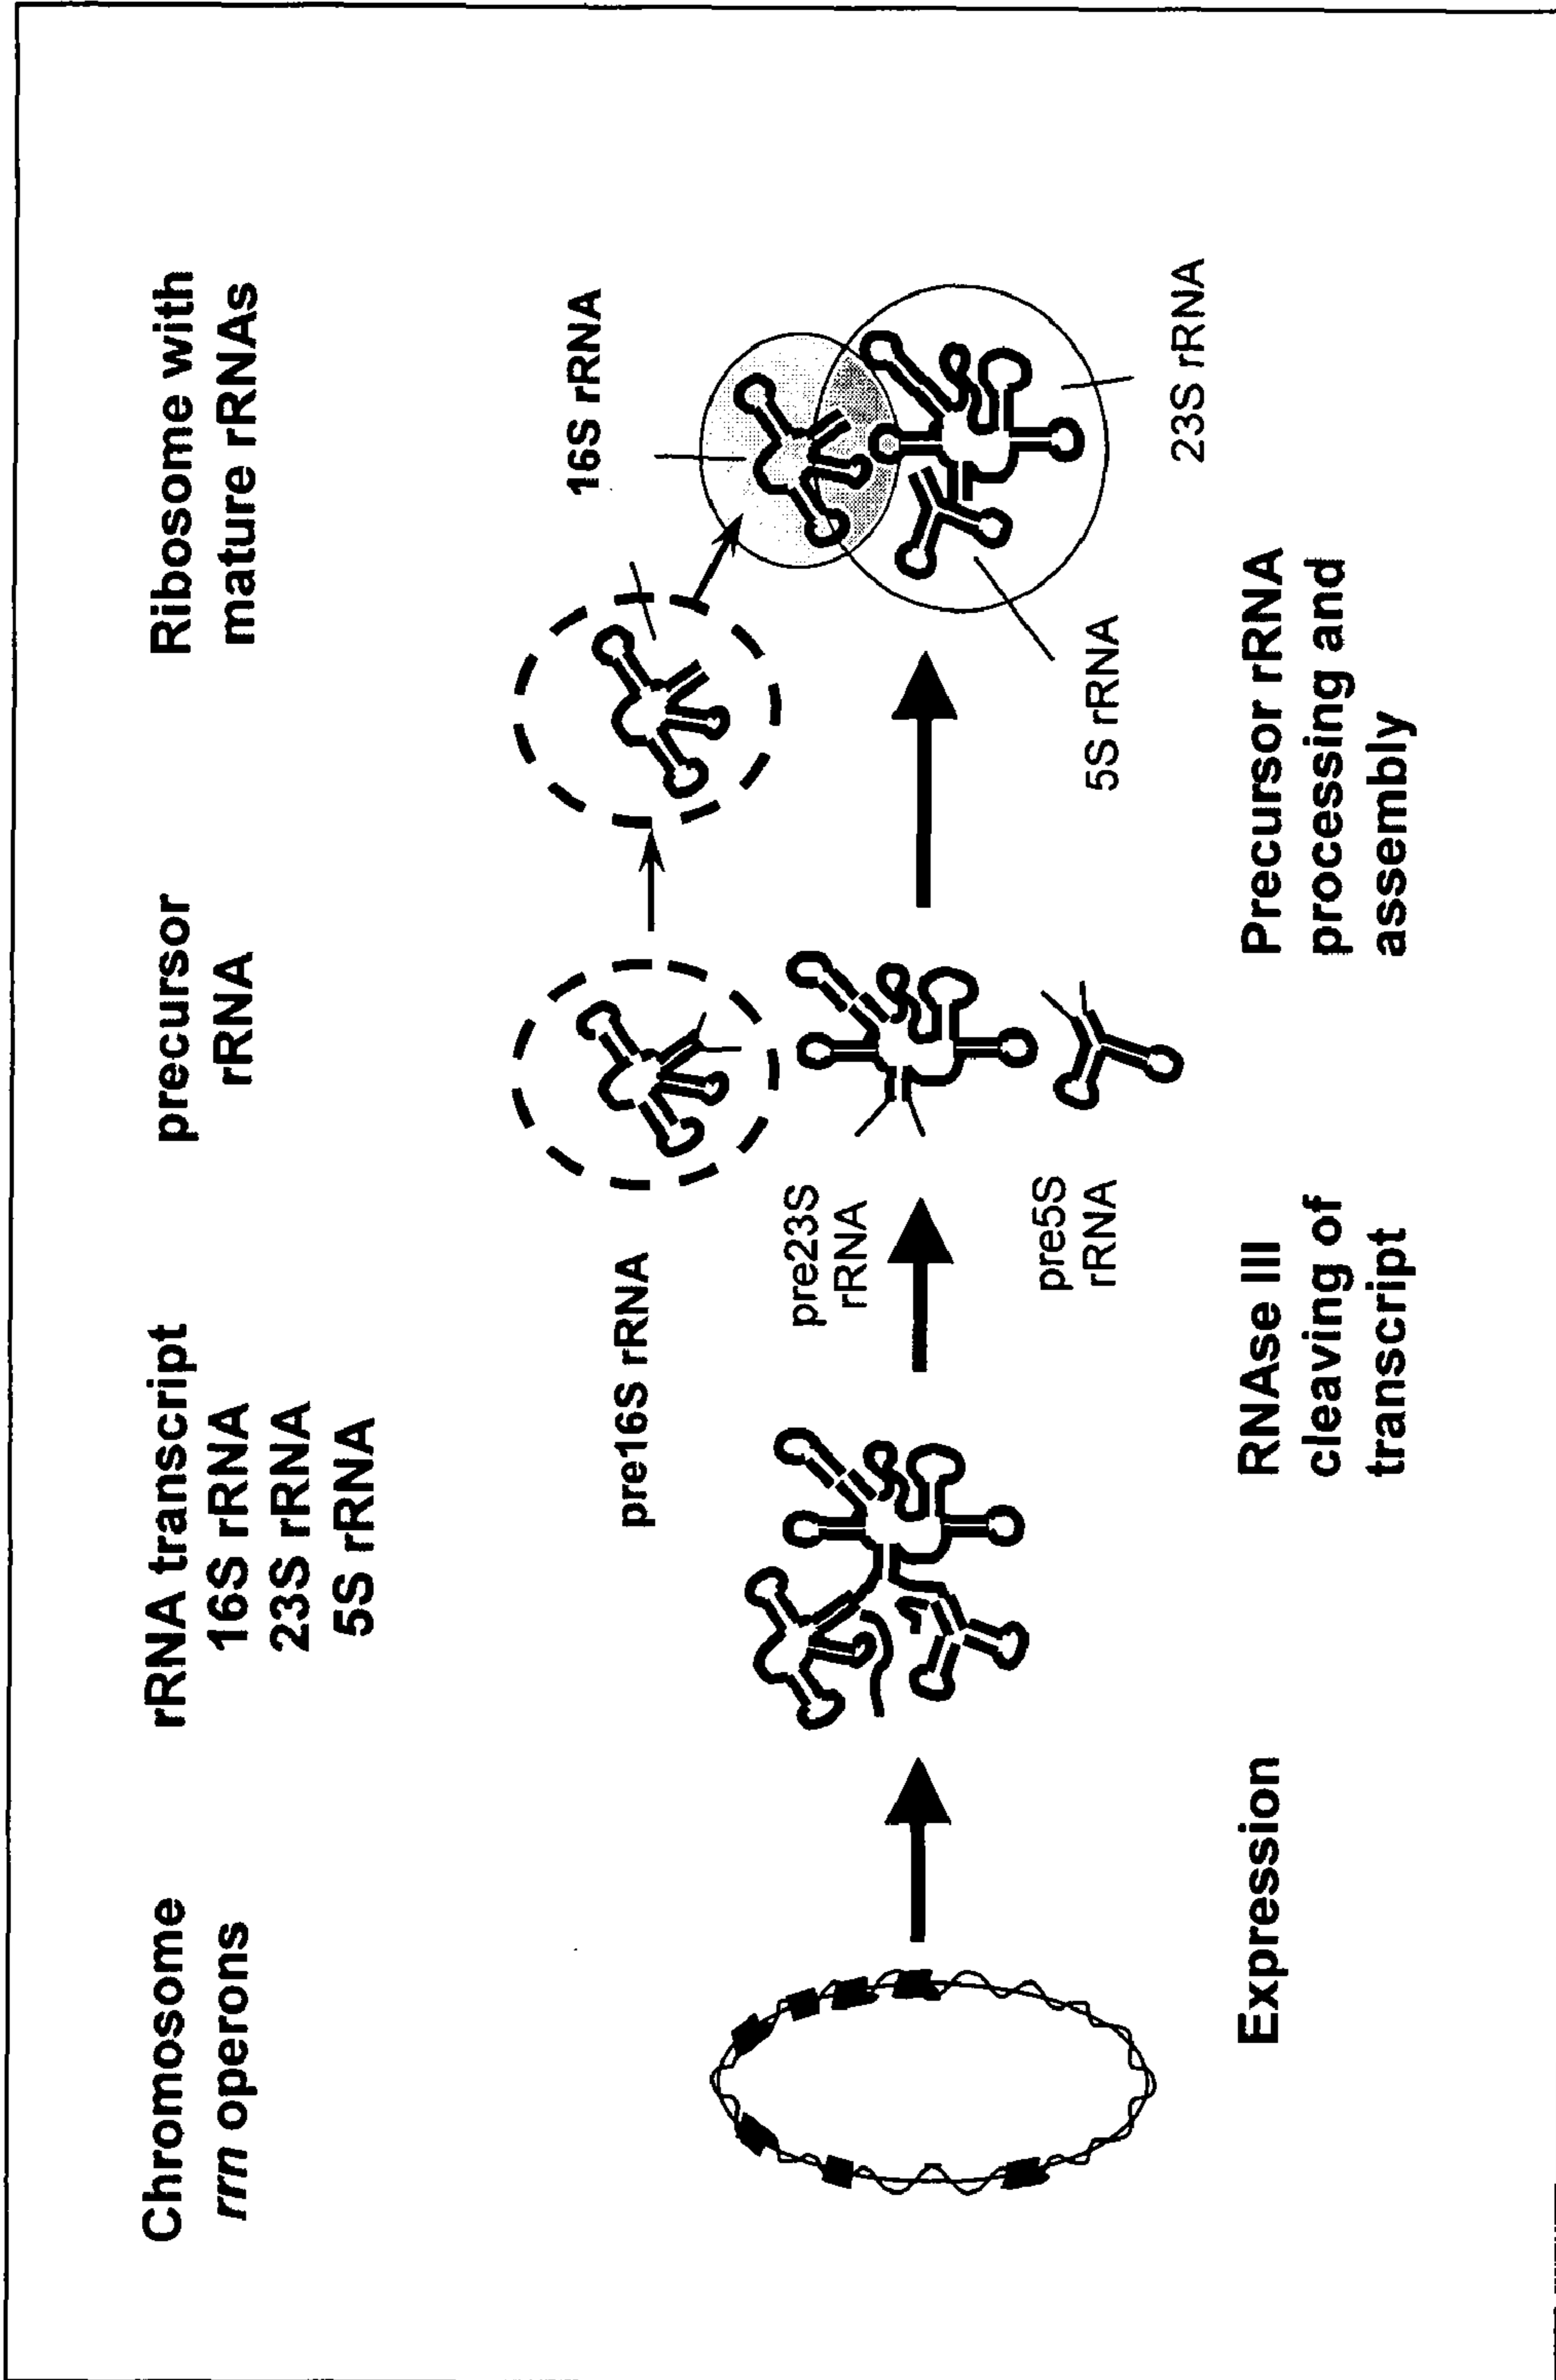 Chromosome
rrn operons
rRNA transcript
16S rRNA
23S rRNA
5S rRNA
precursor
rRNA
Ribosome with
mature rRNAs
pre16S rRNA
pre23S
rRNA
pre5S
rRNA
16S rRNA
5S rRNA
23S rRNA
Expression
RNAse III
cleaving of
transcript
Precursor rRNA
processing and
assembly